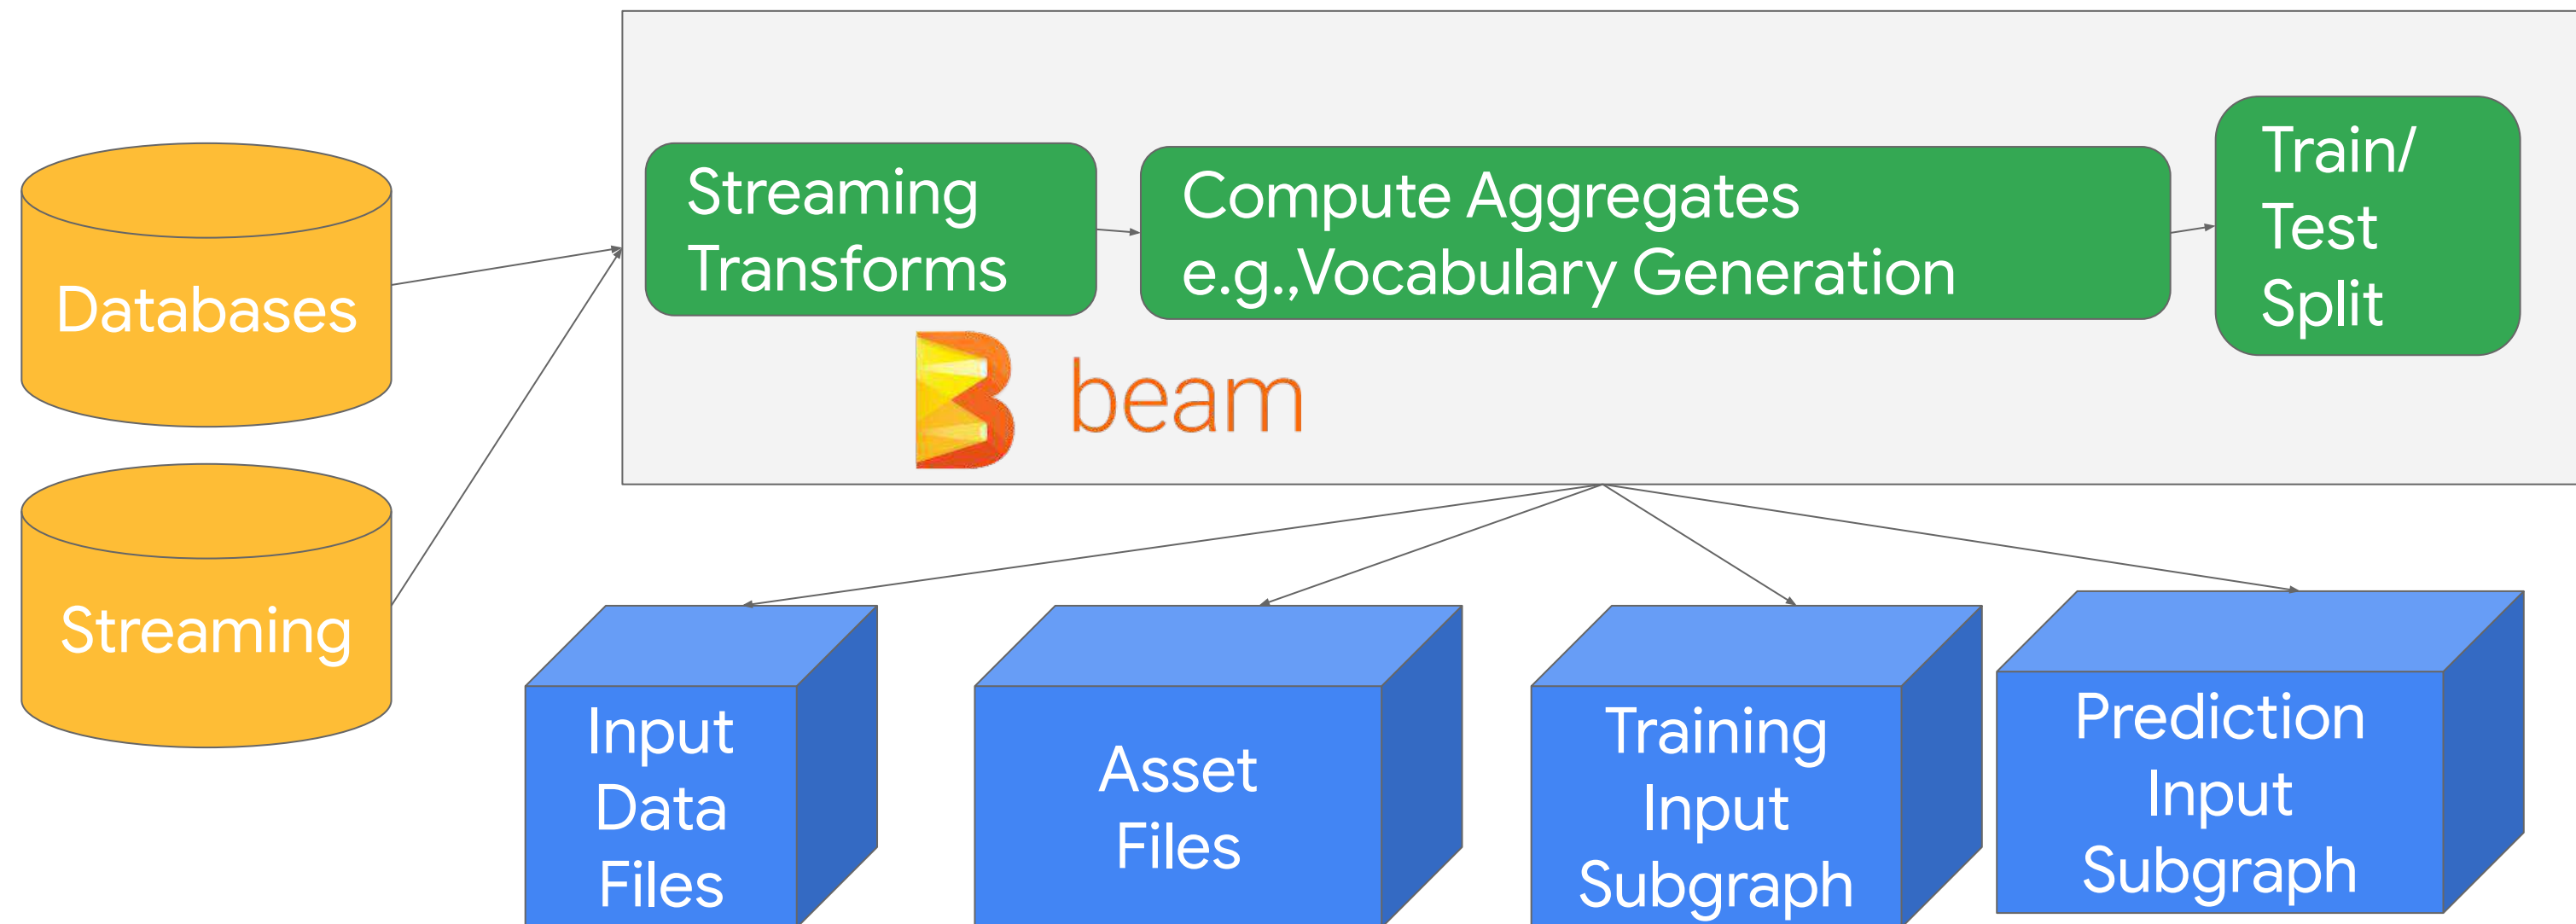 Databases
Streaming
Streaming
Transforms
Compute Aggregates
e.g.,Vocabulary Generation
Train/
Test
Split
beam
Input
Data
Files
Asset
Files
Training
Input
Subgraph
Prediction
Input
Subgraph